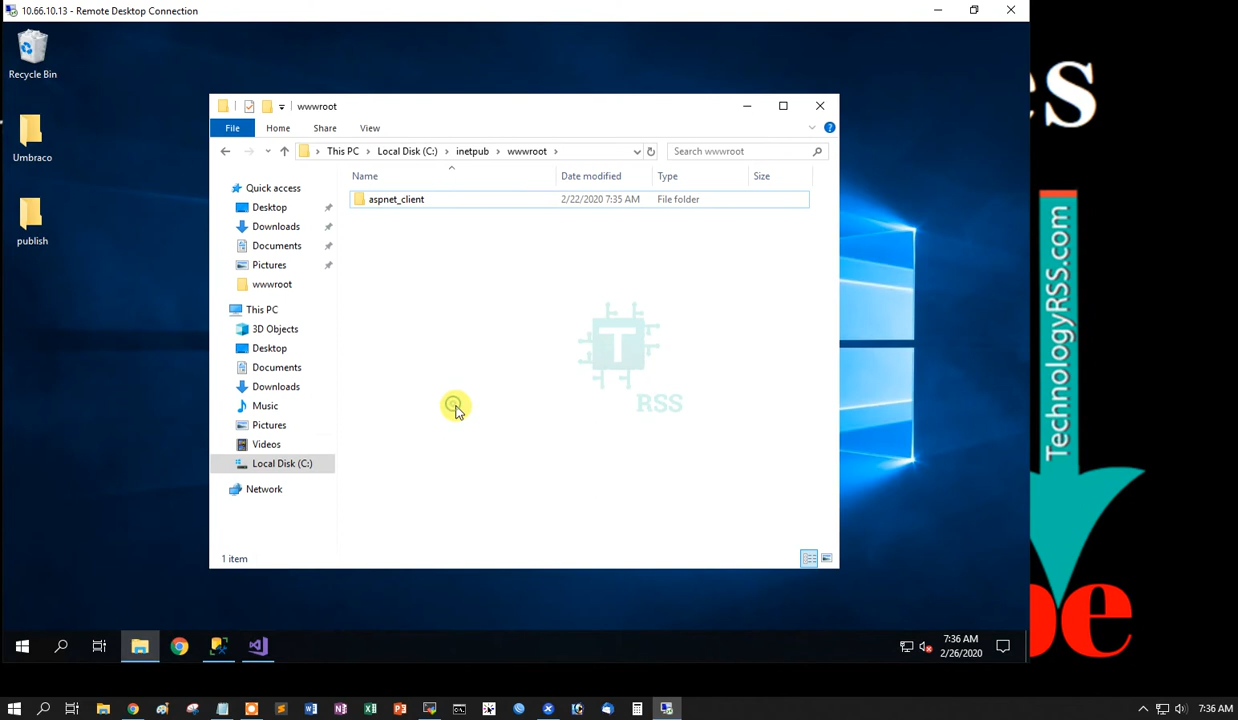 10.66.10.13 - Remote Desktop Connection
es
Recycle Bin
Umbraco
publish
wwwroot
File
Home
Share
View
This PC
Local Disk (C:)
inetpub
wwwroot
Search wwwroot
Name
Date modified
Type
Size
aspnet_client
2/22/2020 7:35 AM
File folder
Quick access
Desktop
Downloads
Documents
Pictures
wwwroot
This PC
3D Objects
Desktop
Documents
Downloads
Music
Pictures
Videos
Local Disk (C:)
Network
T
RSS
1 item
TechnologyRSS.com
be
7:36 AM
2/26/2020
7:36 AM